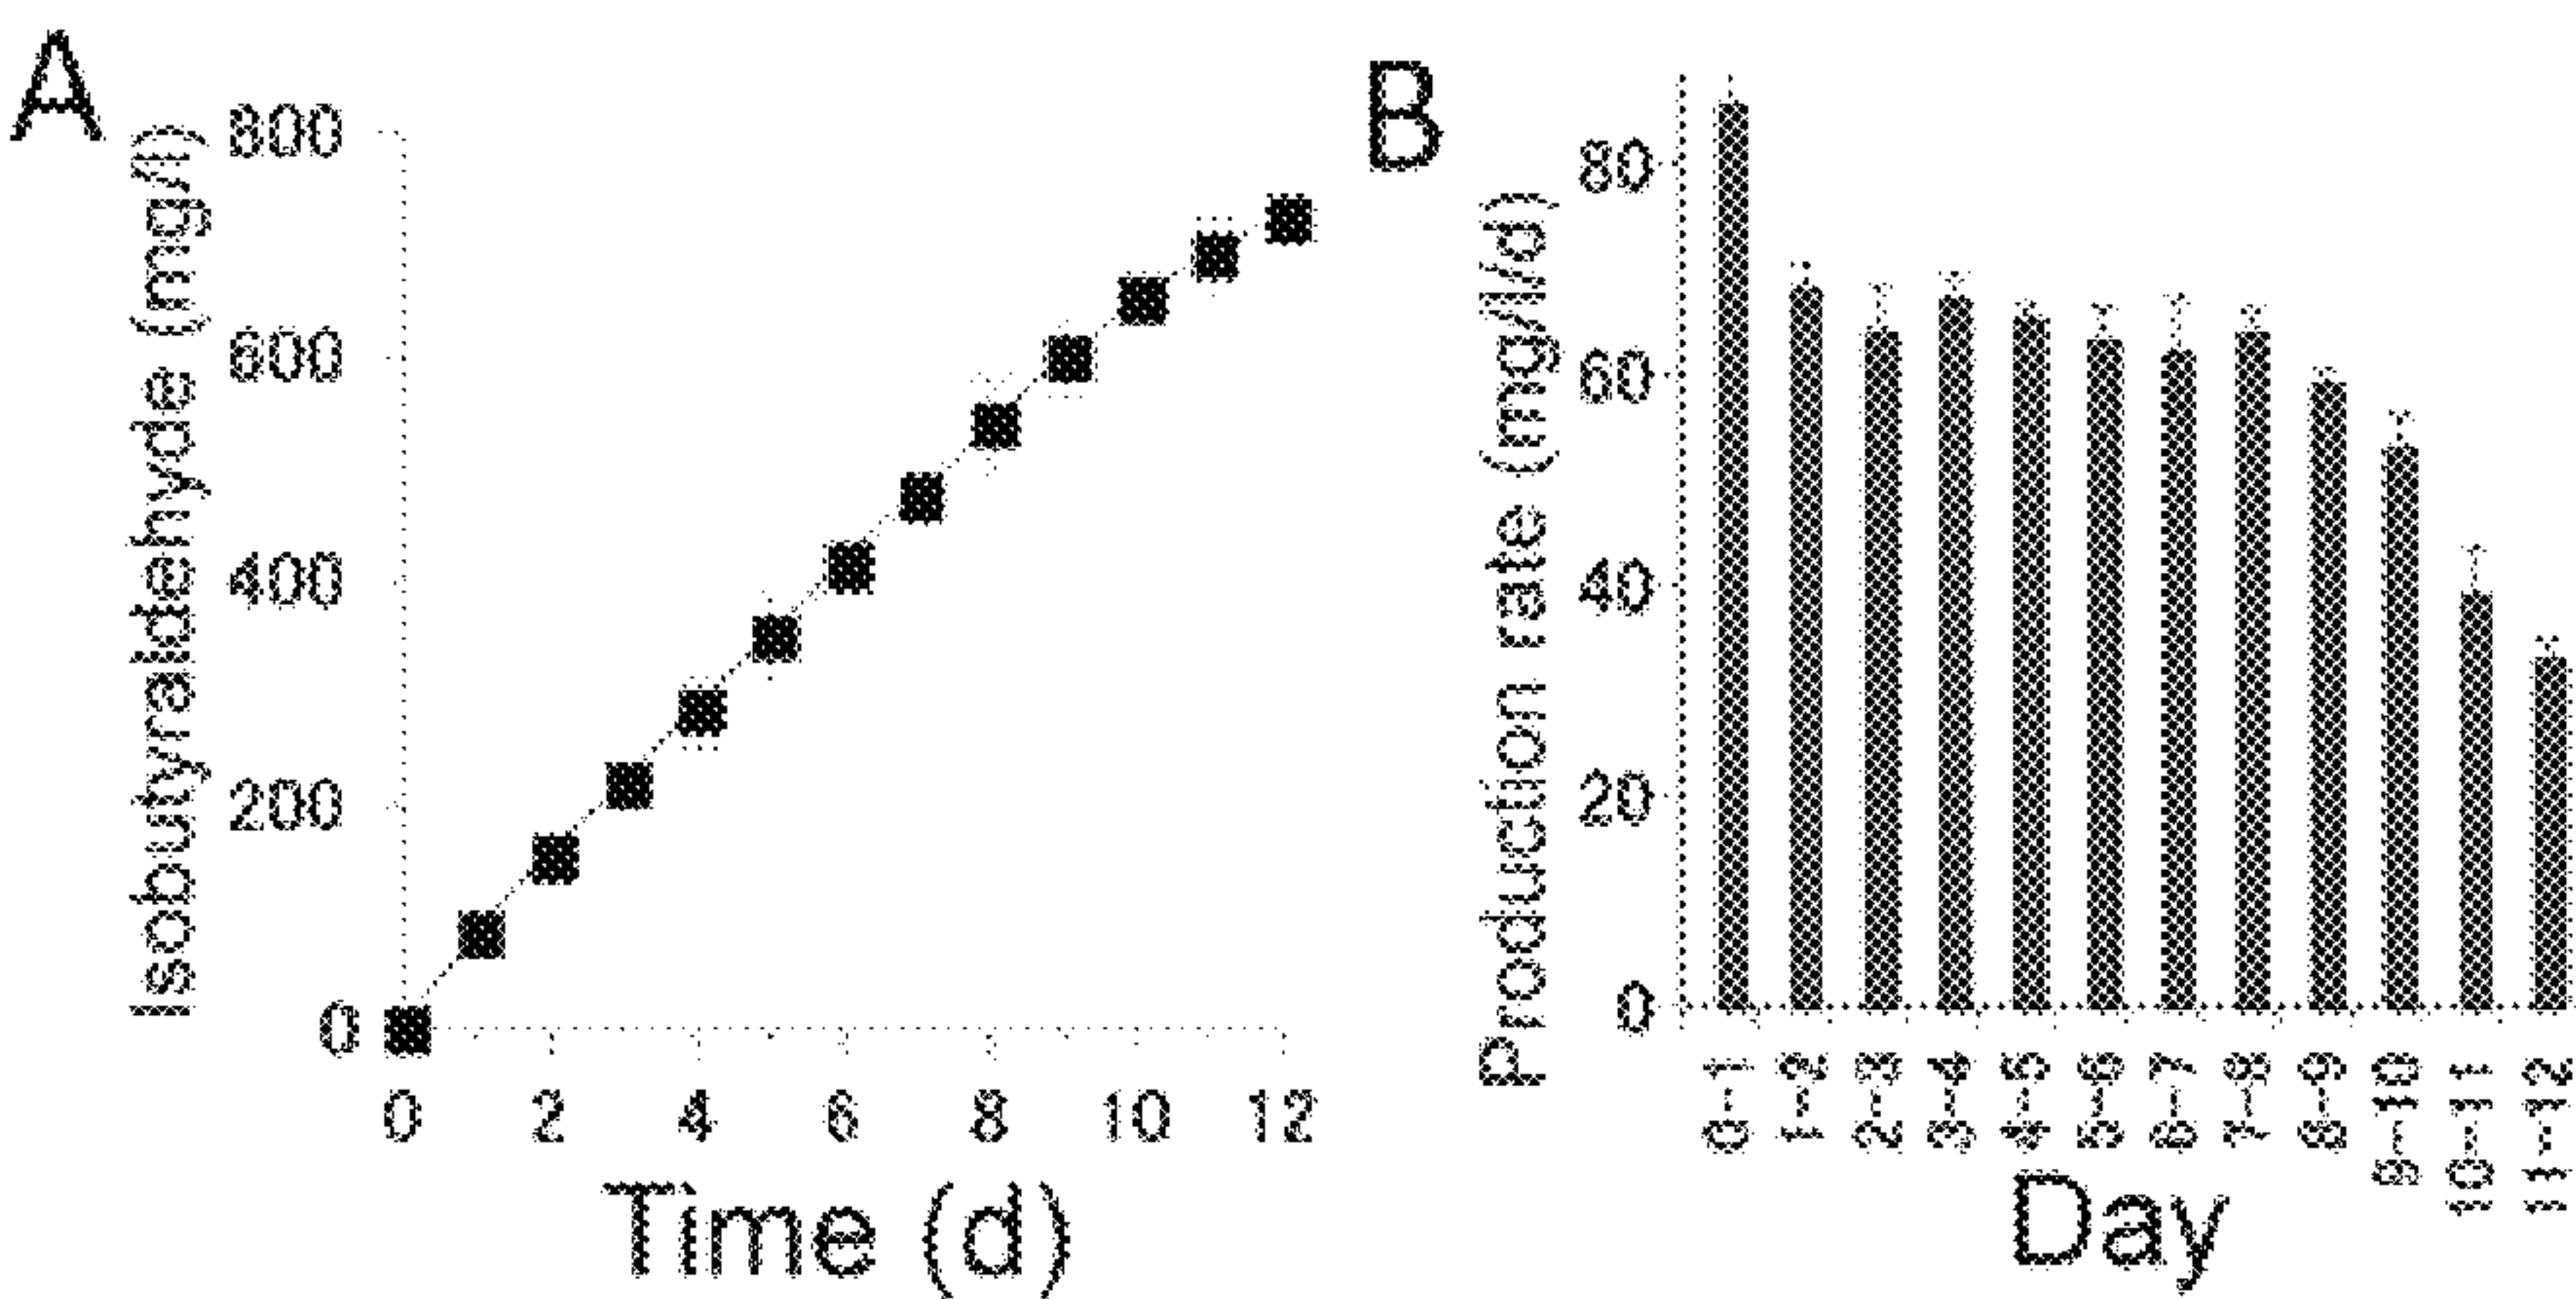 A
Isobutyraldehyde (mg/l)
800
600
400
200
0
0 2 4 6 8 10 12
Time (d)
B
Production rate (mg/l/d)
80
60
40
20
0
0–1 1–2 2–3 3–4 4–5 5–6 6–7 7–8 8–9 9–10 10–11 11–12
Day